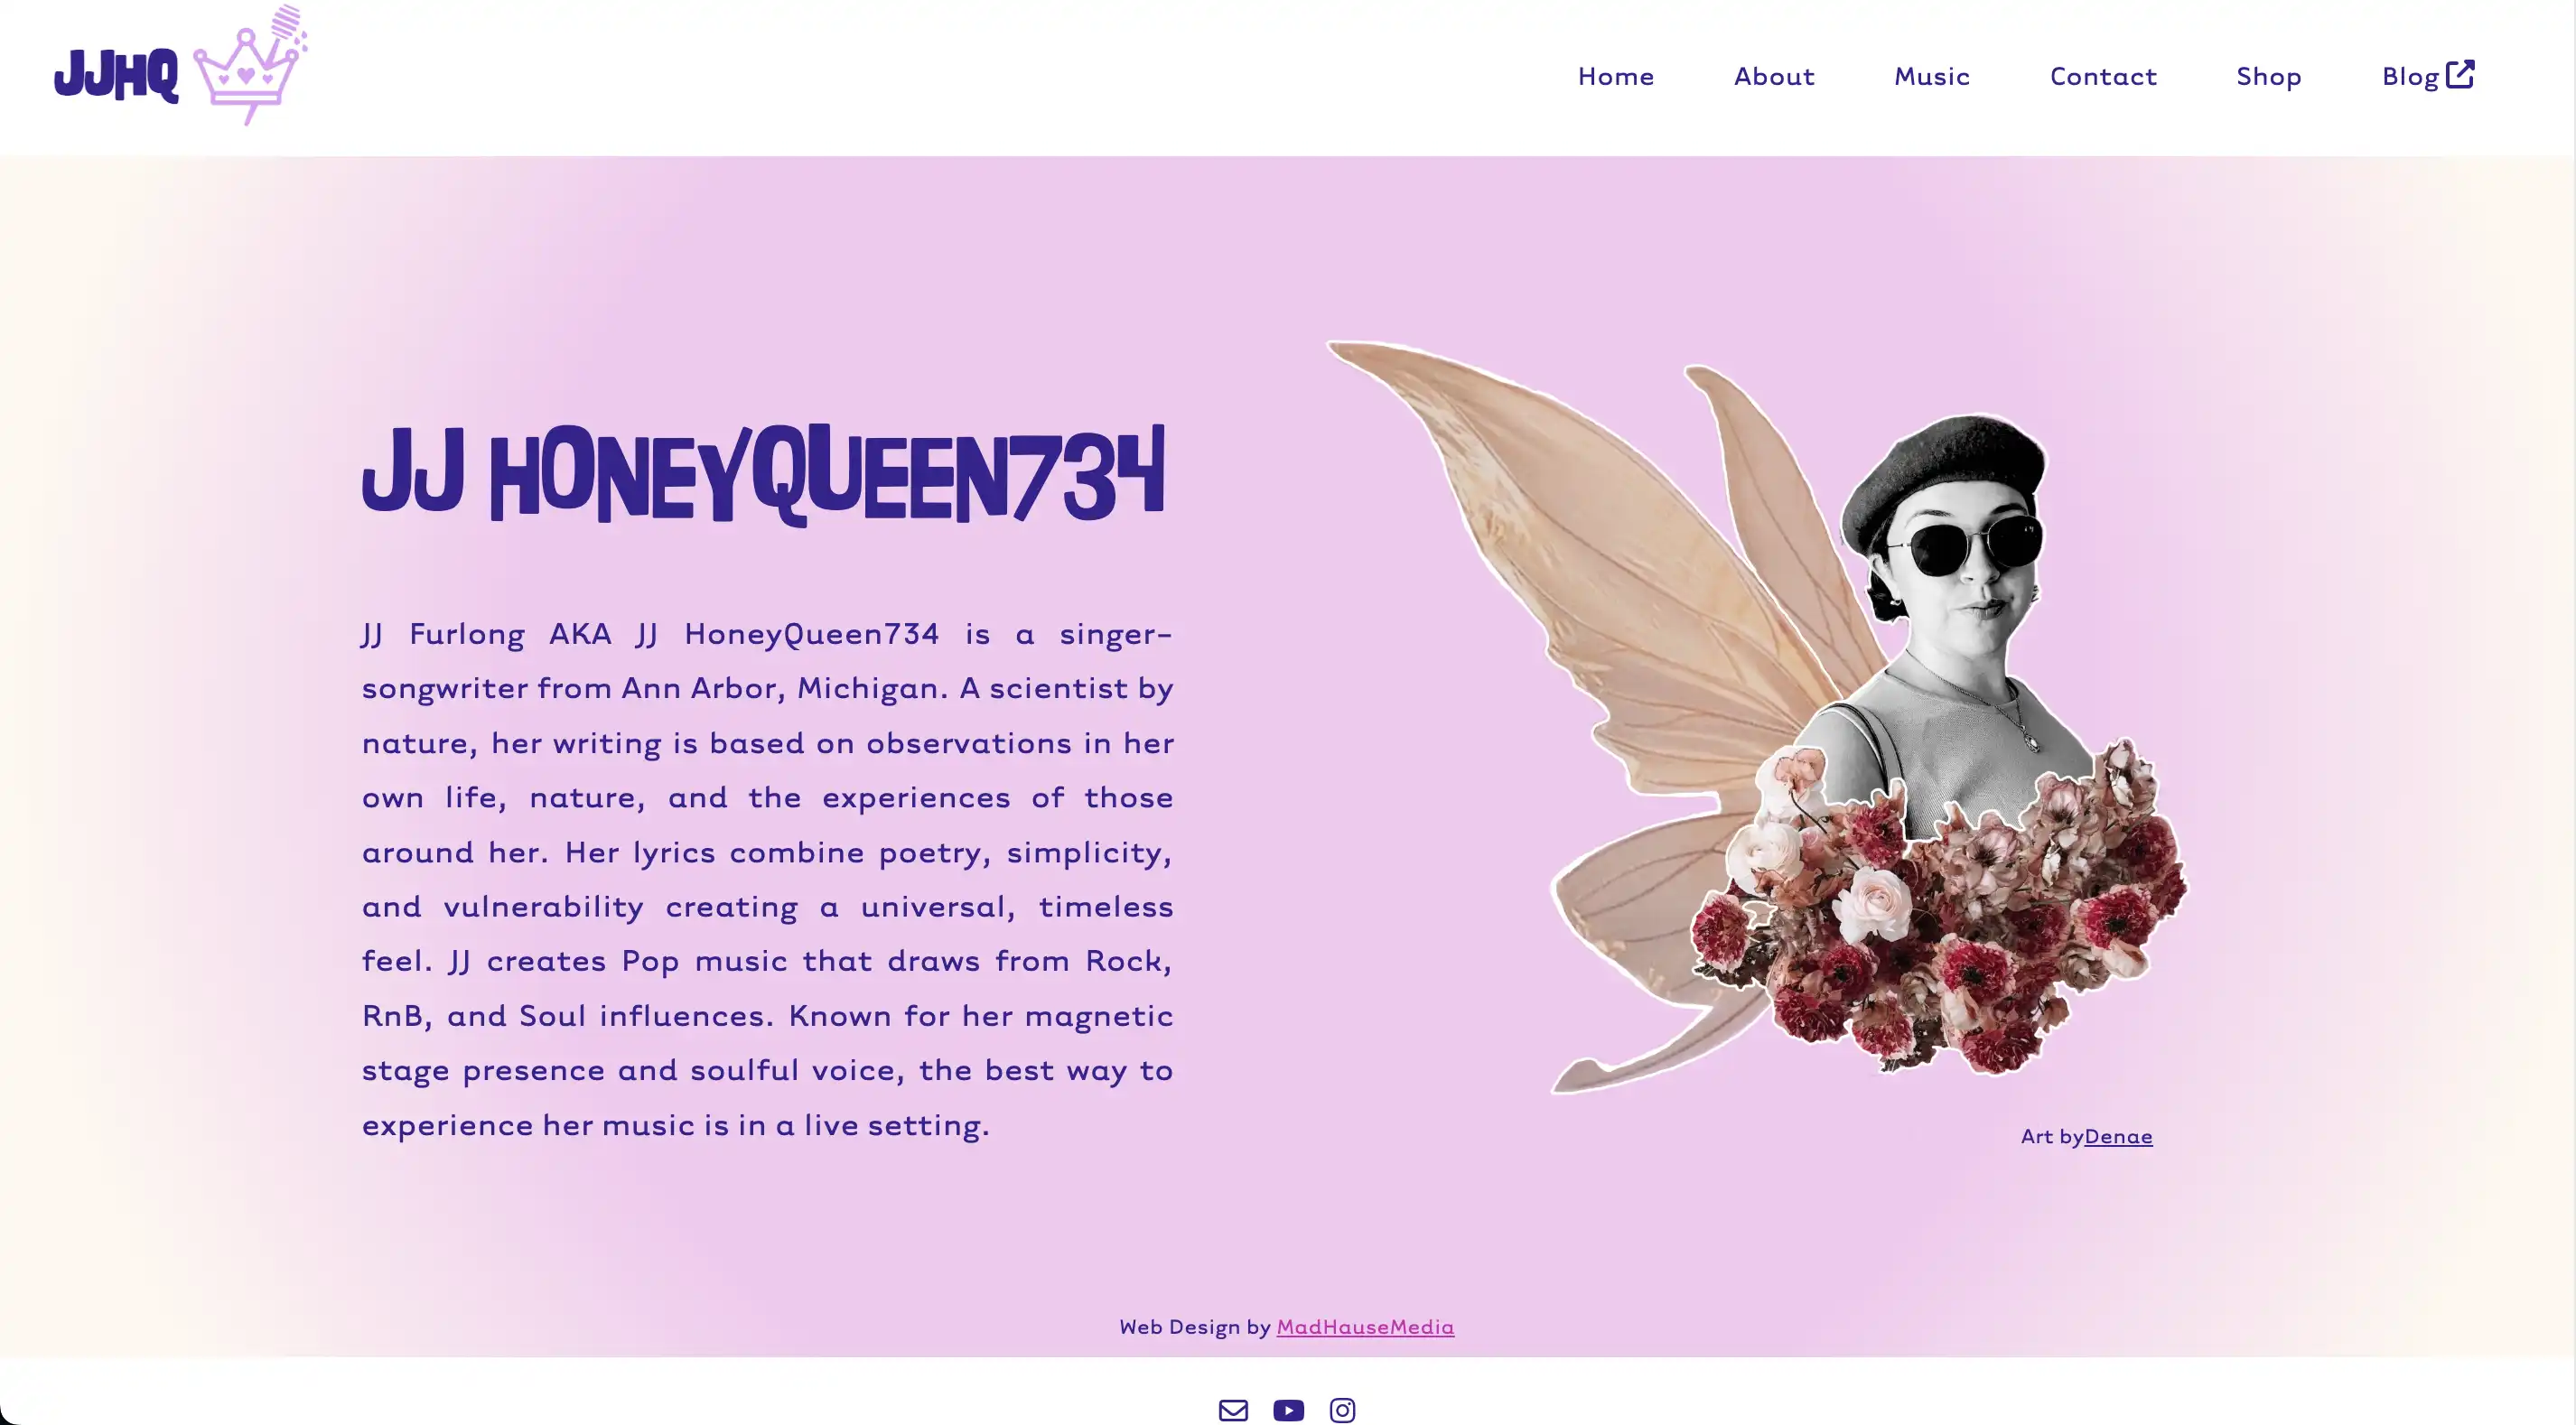 JJHQ
Home About Music Contact Shop Blog
JJ HONEYQUEEN734
JJ Furlong AKA JJ HoneyQueen734 is a singer-
songwriter from Ann Arbor, Michigan. A scientist by
nature, her writing is based on observations in her
own life, nature, and the experiences of those
around her. Her lyrics combine poetry, simplicity,
and vulnerability creating a universal, timeless
feel. JJ creates Pop music that draws from Rock,
RnB, and Soul influences. Known for her magnetic
stage presence and soulful voice, the best way to
experience her music is in a live setting.
Art byDenae
Web Design by MadHauseMedia